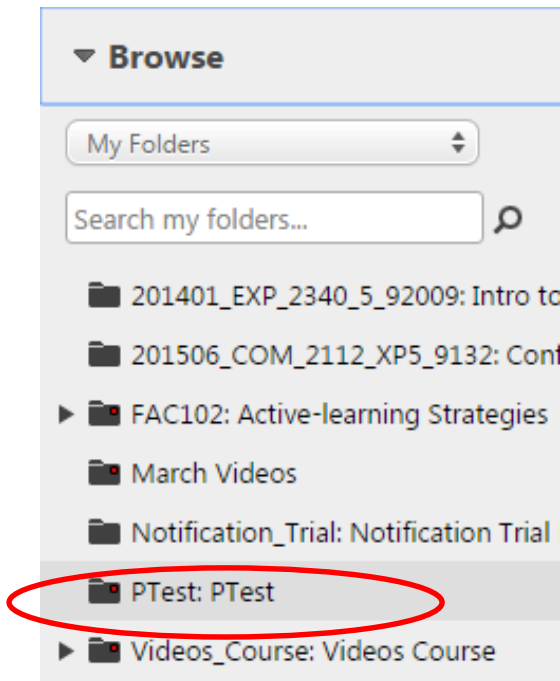 Browse
My Folders
Search my folders...
201401_EXP_2340_5_92009: Intro to
201506_COM_2112_XP5_9132: Conf
FAC102: Active-learning Strategies
March Videos
Notification_Trial: Notification Trial
PTest: PTest
Videos_Course: Videos Course